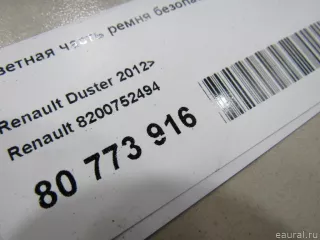 ветная часть ремня безопа
Renault Duster 2012>
Renault 8200752494
80 773 916
eaural.ru